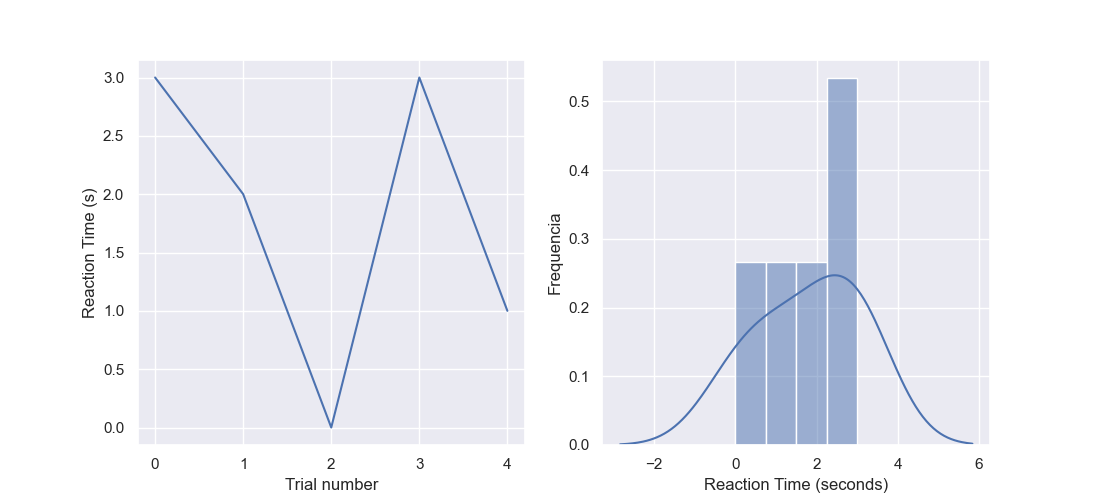 3.0
2.5
2.0
1.5
1.0
0.5
0.0
Reaction Time (s)
0 1 2 3 4
Trial number
0.5
0.4
0.3
0.2
0.1
0.0
Frequencia
−2 0 2 4 6
Reaction Time (seconds)